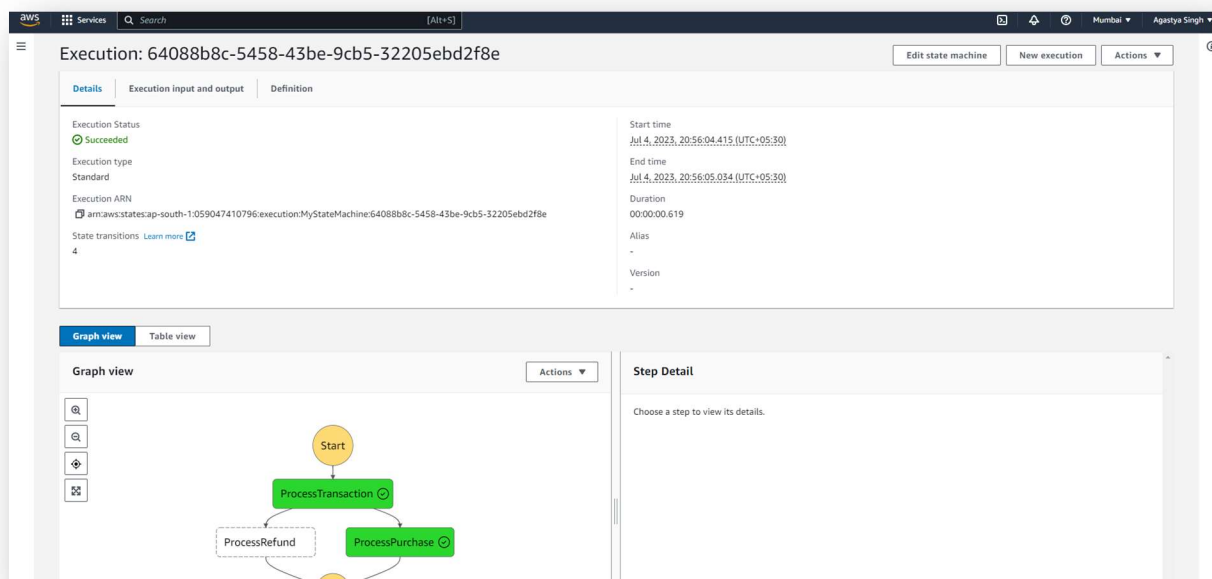 aws Services Search [Alt+S] Mumbai ▼ Agastya Singh ▼
Execution: 64088b8c-5458-43be-9cb5-32205ebd2f8e
Edit state machine New execution Actions ▼
Details Execution input and output Definition
Execution Status
Succeeded
Execution type
Standard
Execution ARN
arn:aws:states:ap-south-1:059047410796:execution:MyStateMachine:64088b8c-5458-43be-9cb5-32205ebd2f8e
State transitions Learn more
4
Start time
Jul 4, 2023, 20:56:04.415 (UTC+05:30)
End time
Jul 4, 2023, 20:56:05.034 (UTC+05:30)
Duration
00:00:00.619
Alias
-
Version
-
Graph view Table view
Graph view Actions ▼
Start
ProcessTransaction
ProcessRefund ProcessPurchase
Step Detail
Choose a step to view its details.